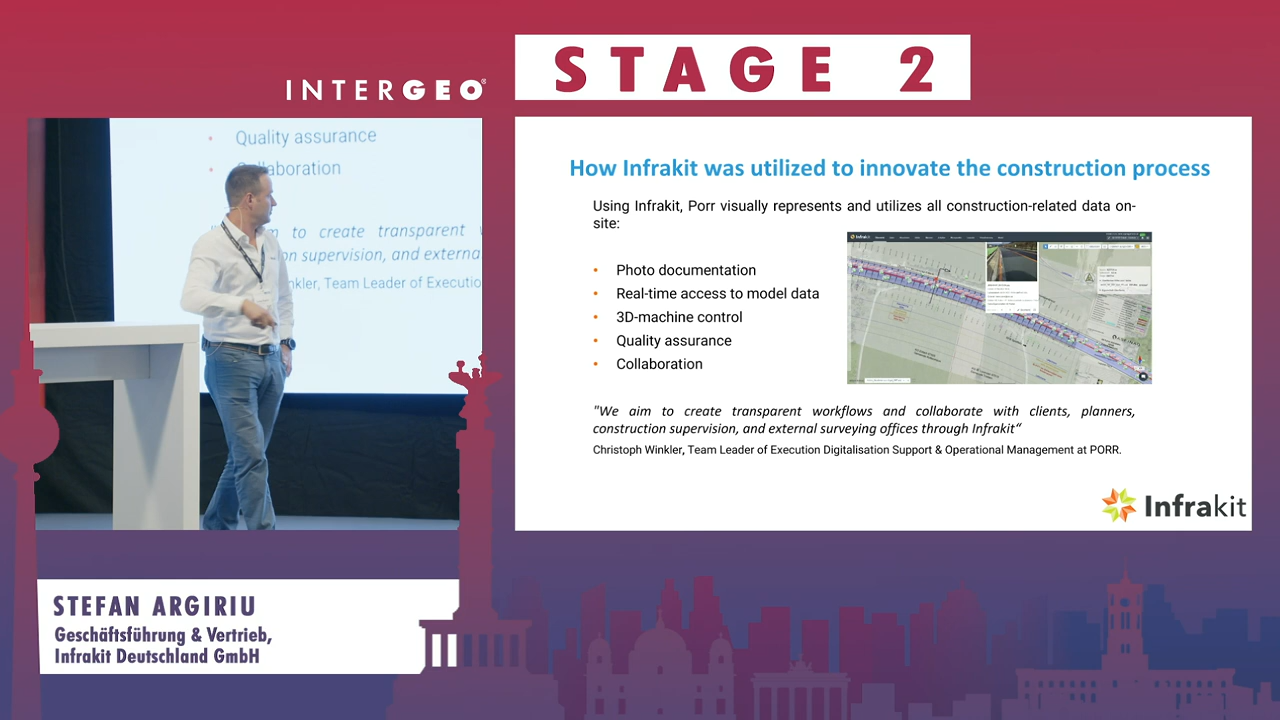 INTERGEO®
STAGE 2
Quality assurance
How Infrakit was utilized to innovate the construction process
Using Infrakit, Porr visually represents and utilizes all construction-related data on-
site:
• Photo documentation
• Real-time access to model data
• 3D-machine control
• Quality assurance
• Collaboration
"We aim to create transparent workflows and collaborate with clients, planners,
construction supervision, and external surveying offices through Infrakit“
Christoph Winkler, Team Leader of Execution Digitalisation Support & Operational Management at PORR.
Infrakit
to create transparent
supervision, and externa
nkler, Team Leader of Executio
STEFAN ARGIRIU
Geschäftsführung & Vertrieb,
Infrakit Deutschland GmbH